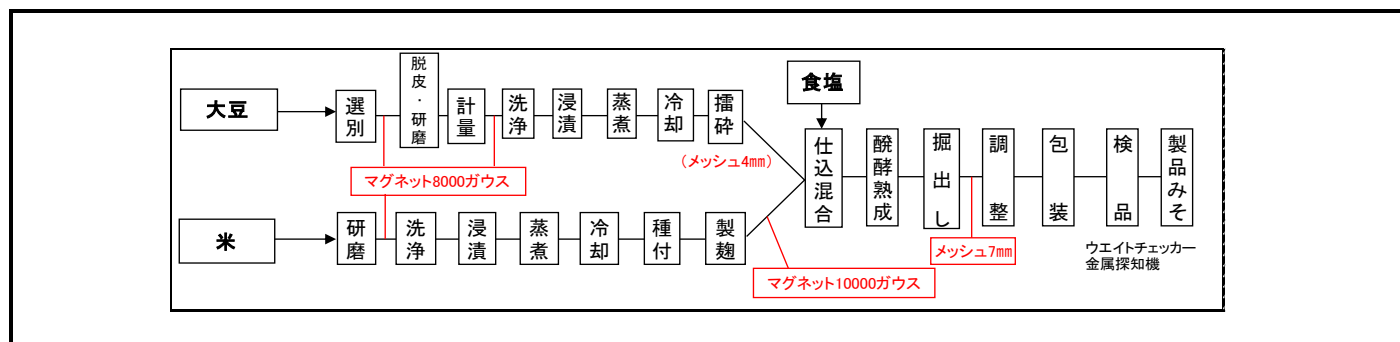 食塩
大豆
選別
脱皮・研磨
計量
洗浄
浸漬
蒸煮
冷却
擂砕
(メッシュ4㎜)
マグネット8000ガウス
米
研磨
洗浄
浸漬
蒸煮
冷却
種付
製麹
マグネット10000ガウス
仕込混合
醗酵熟成
掘出し
メッシュ7㎜
調整
包装
検品
ウエイトチェッカー
金属探知機
製品みそ